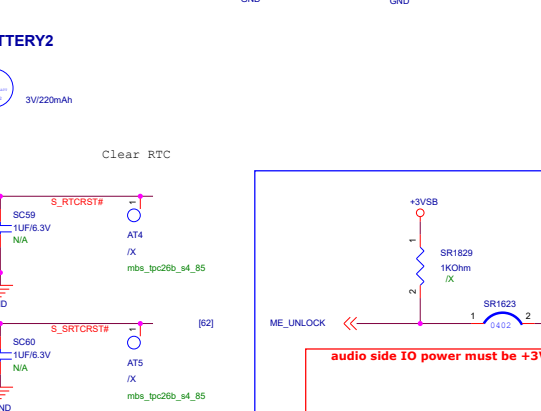 GND
GND
TTERY2
3V/220mAh
Clear RTC
S_RTCRST#
1
SC59
1UF/6.3V
N/A
AT4
/X
mbs_tpc26b_s4_85
D
S_SRTCRST#
1
[62]
SC60
1UF/6.3V
N/A
AT5
/X
mbs_tpc26b_s4_85
ND
+3VSB
1
SR1829
1KOhm
/X
2
ME_UNLOCK
SR1623
1
2
0402
audio side IO power must be +3V